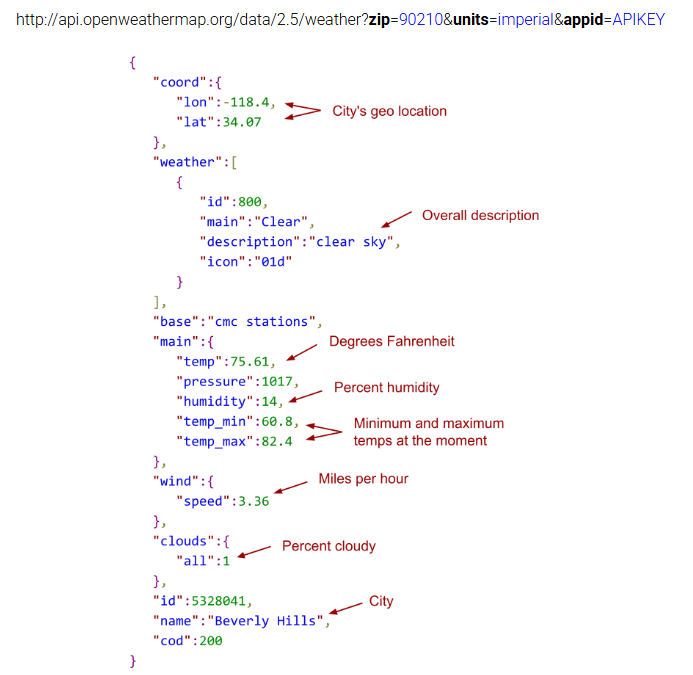 http://api.openweathermap.org/data/2.5/weather?zip=90210&units=imperial&appid=APIKEY
{
"coord":{
"lon":-118.4,
"lat":34.07
City's geo location
},
"weather":[
{
"id":800,
"main":"Clear",
Overall description
"description":"clear sky",
"icon":"01d"
}
],
"base":"cmc stations",
"main":{
Degrees Fahrenheit
"temp":75.61,
"pressure":1017,
Percent humidity
"humidity":14,
"temp_min":60.8,
Minimum and maximum
"temp_max":82.4
temps at the moment
},
"wind":{
Miles per hour
"speed":3.36
},
"clouds":{
Percent cloudy
"all":1
},
"id":5328041,
City
"name":"Beverly Hills",
"cod":200
}